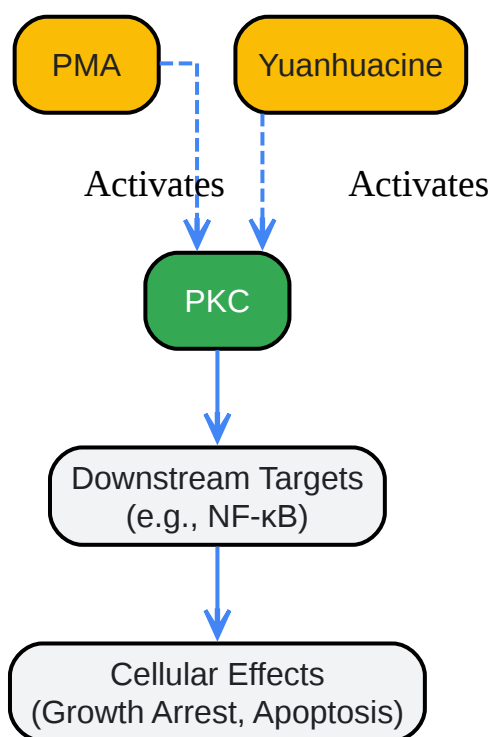 PMA
Yuanhuacine
Activates
Activates
PKC
Downstream Targets
(e.g., NF-κB)
Cellular Effects
(Growth Arrest, Apoptosis)